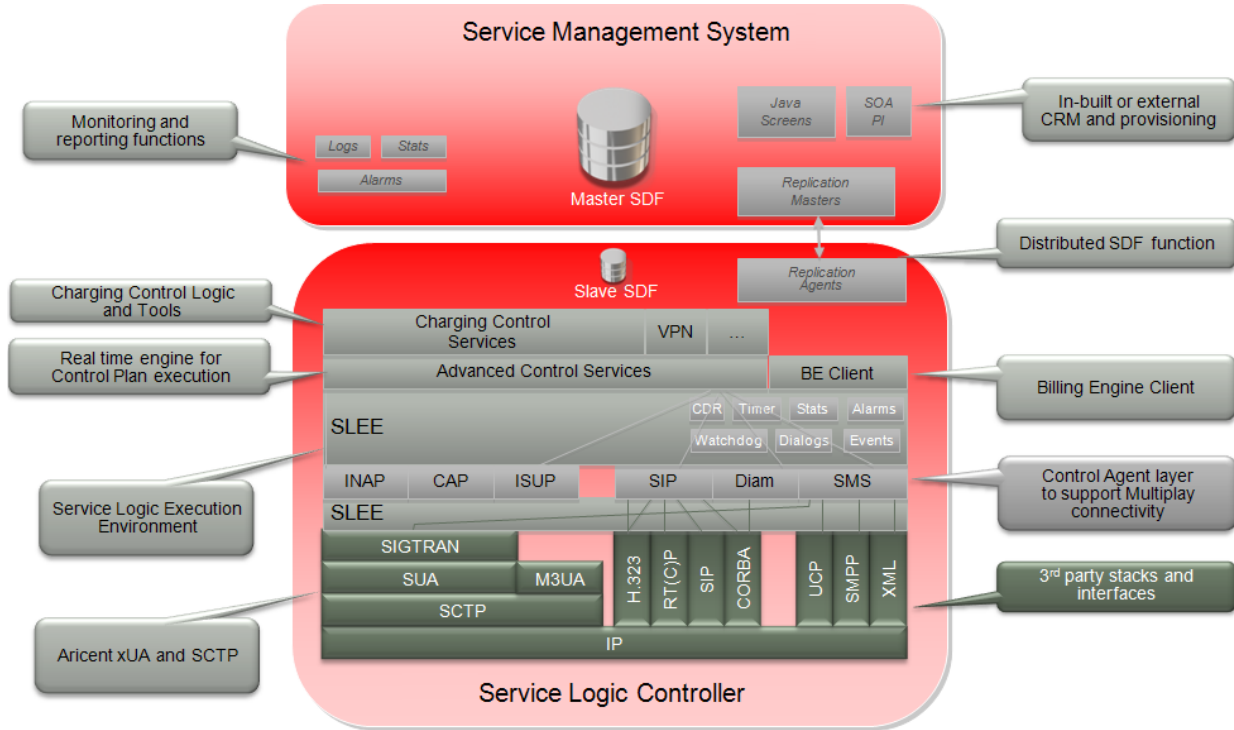 Service Management System
Monitoring and
reporting functions
Logs
Stats
Alarms
Master SDF
Java
Screens
SOA
PI
Replication
Masters
In-built or external
CRM and provisioning
Distributed SDF function
Slave SDF
Replication
Agents
Charging Control Logic
and Tools
Charging Control
Services
VPN
...
Real time engine for
Control Plan execution
Advanced Control Services
BE Client
Billing Engine Client
SLEE
CDR
Timer
Stats
Alarms
Watchdog
Dialogs
Events
Service Logic Execution
Environment
INAP
CAP
ISUP
SIP
Diam
SMS
Control Agent layer
to support Multiplay
connectivity
SLEE
SIGTRAN
SUA
M3UA
SCTP
H.323
RT(C)P
SIP
CORBA
UCP
SMPP
XML
IP
3rd party stacks and
interfaces
Aricent xUA and SCTP
Service Logic Controller